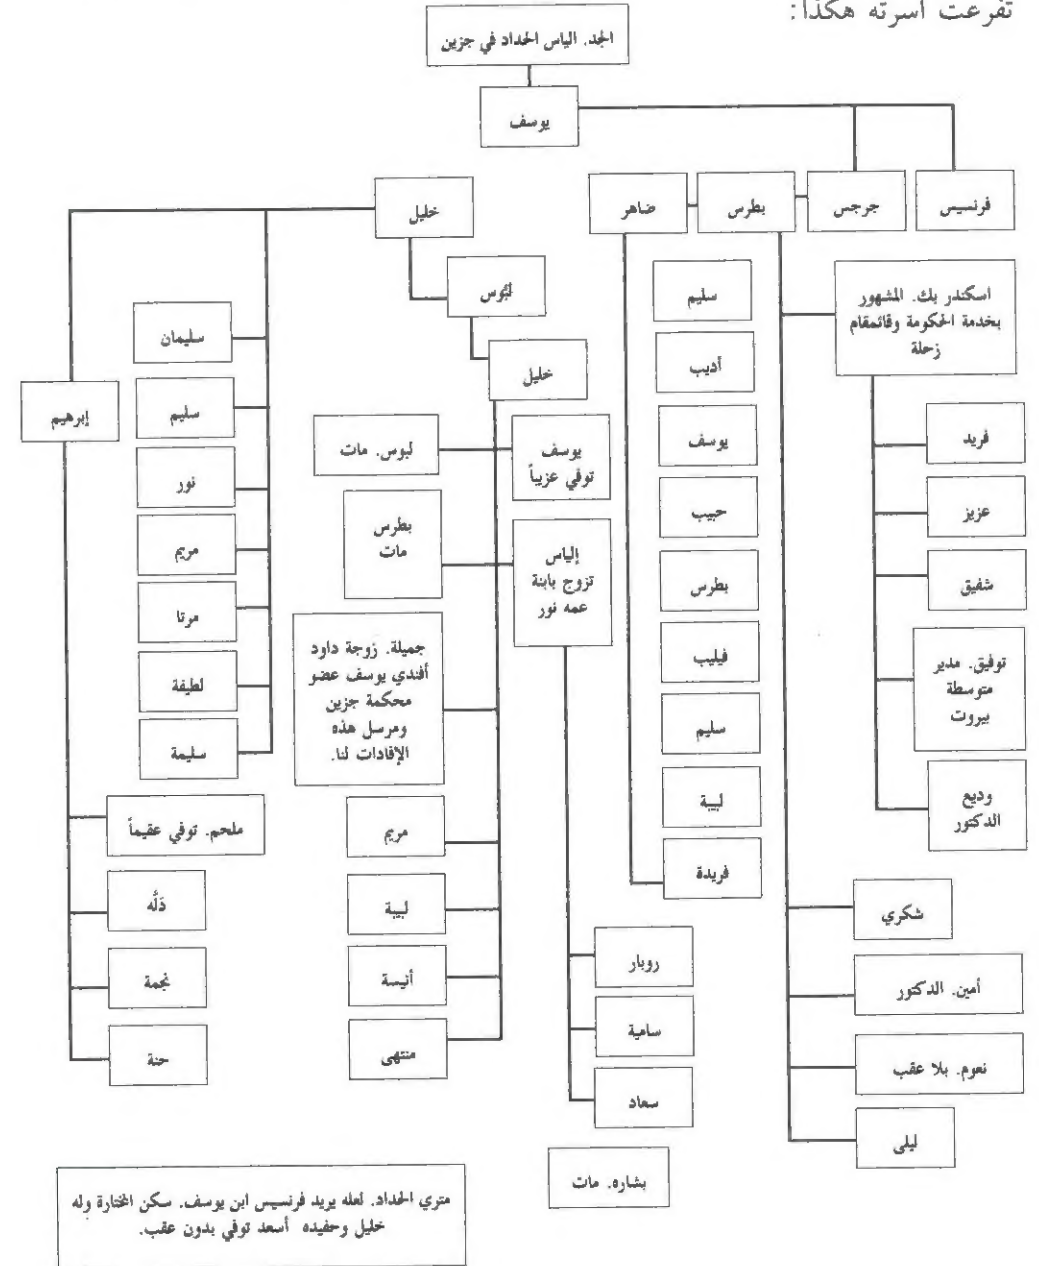 تفرعت أسرته هكذا:
الجد. الياس الحداد في جزين
يوسف
فرنسيس
جرجس
بطرس
ضاهر
خليل
اسكندر بك. المشهور
بخدمة الحكومة وقائمقام
زحلة
فريد
عزيز
شفيق
توفيق. مدير
متوسطة
بيروت
وديع
الدكتور
شكري
أمين. الدكتور
نعوم. بلا عقب
ليلى
سليم
أديب
يوسف
حبيب
بطرس
فيليب
سليم
لبيبة
فريدة
لبّوس
خليل
يوسف
توفي عزيباً
لبوس. مات
إلياس
تزوج بابنة
عمه نور
بطرس
مات
جميلة. زوجة داود
أفندي يوسف عضو
محكمة جزين
ومرسل هذه
الإفادات لنا.
مريم
لبيبة
أنيسة
منتهى
روبار
سامية
سعاد
بشاره. مات
سليمان
سليم
نور
مريم
مرتا
لطيفة
سليمة
إبرهيم
ملحم. توفي عقيماً
دَلَّه
نجمة
حنة
متري الحداد. لعله يريد فرنسيس ابن يوسف. سكن المختارة وله
خليل وحفيده أسعد توفي بدون عقب.